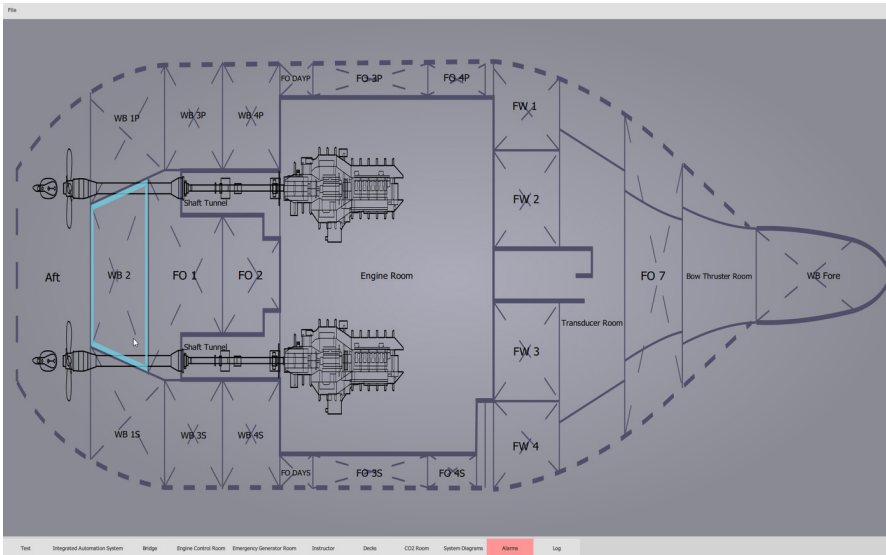 File
FO DAYP
FO 3P
FO 4P
WB 1P
WB 3P
WB 4P
FW 1
Shaft Tunnel
FW 2
Aft
WB 2
FO 1
FO 2
Engine Room
FO 7
Bow Thruster Room
WB Fore
Shaft Tunnel
Transducer Room
FW 3
WB 1S
WB 3S
WB 4S
FW 4
FO DAYS
FO 3S
FO 4S
Test
Integrated Automation System
Bridge
Engine Control Room
Emergency Generator Room
Instructor
Decks
CO2 Room
System Diagrams
Alarms
Log